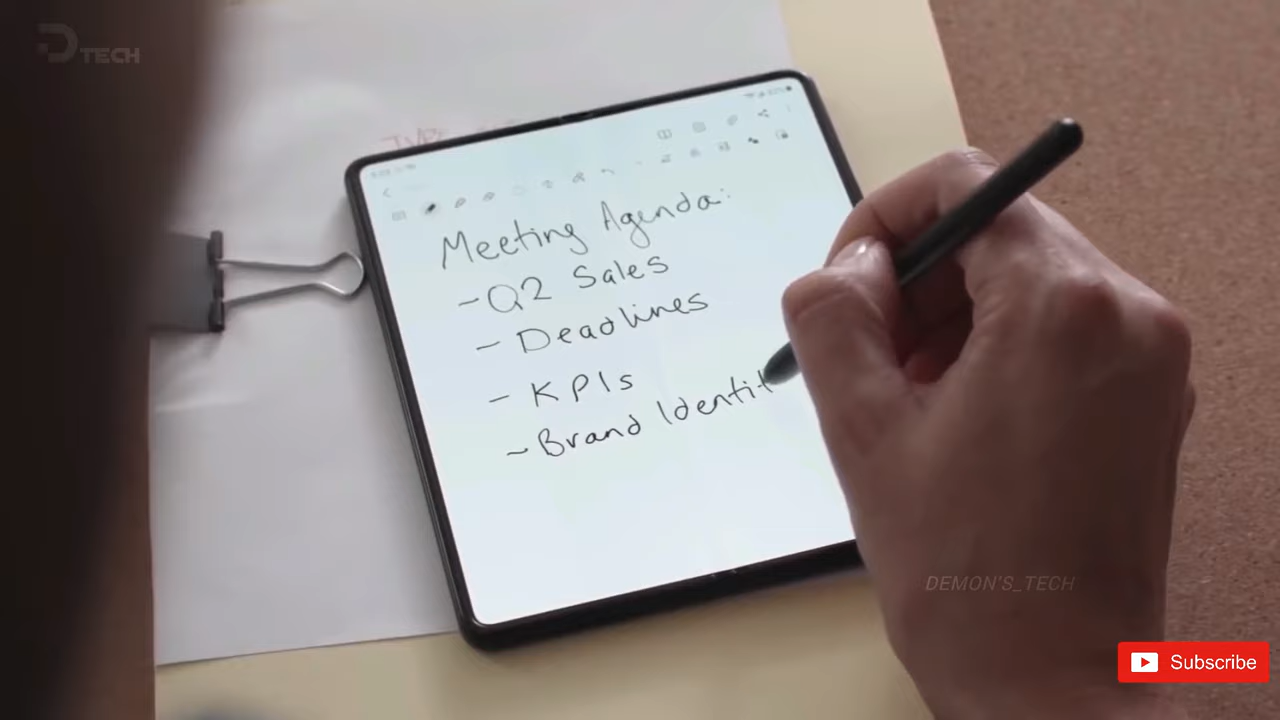 D TECH
Meeting Agenda:
- Q2 Sales
- Deadlines
- KPIs
- Brand Identit
DEMON'S_TECH
Subscribe